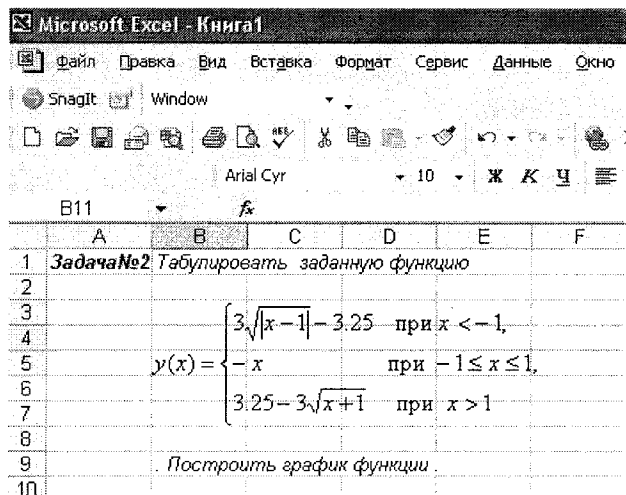 Microsoft Excel - Книга1
Файл Правка Вид Вставка Формат Сервис Данные Окно
SnagIt Window
Arial Cyr 10 Ж К Ч
B11 fx
A B C D E F
1 Задача№2 Табулировать заданную функцию
2
3
4
5
6
7
3√|x−1| − 3.25 при x < −1,
y(x) = { − x при −1 ≤ x ≤ 1,
3.25 − 3√x+1 при x > 1
8
9 . Построить график функции .
10